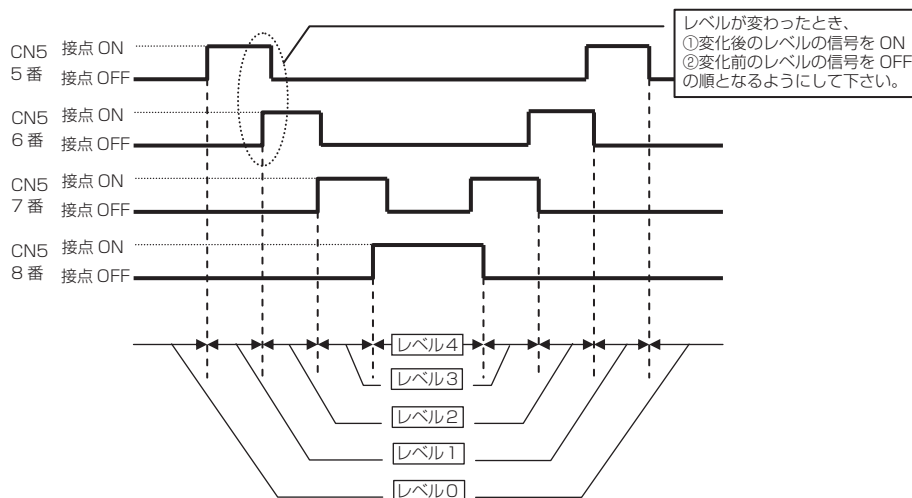 レベルが変わったとき、
①変化後のレベルの信号を ON
②変化前のレベルの信号を OFF
の順となるようにして下さい。
CN5 接点 ON
5 番 接点 OFF
CN5 接点 ON
6 番 接点 OFF
CN5 接点 ON
7 番 接点 OFF
CN5 接点 ON
8 番 接点 OFF
レベル4
レベル3
レベル2
レベル1
レベル0